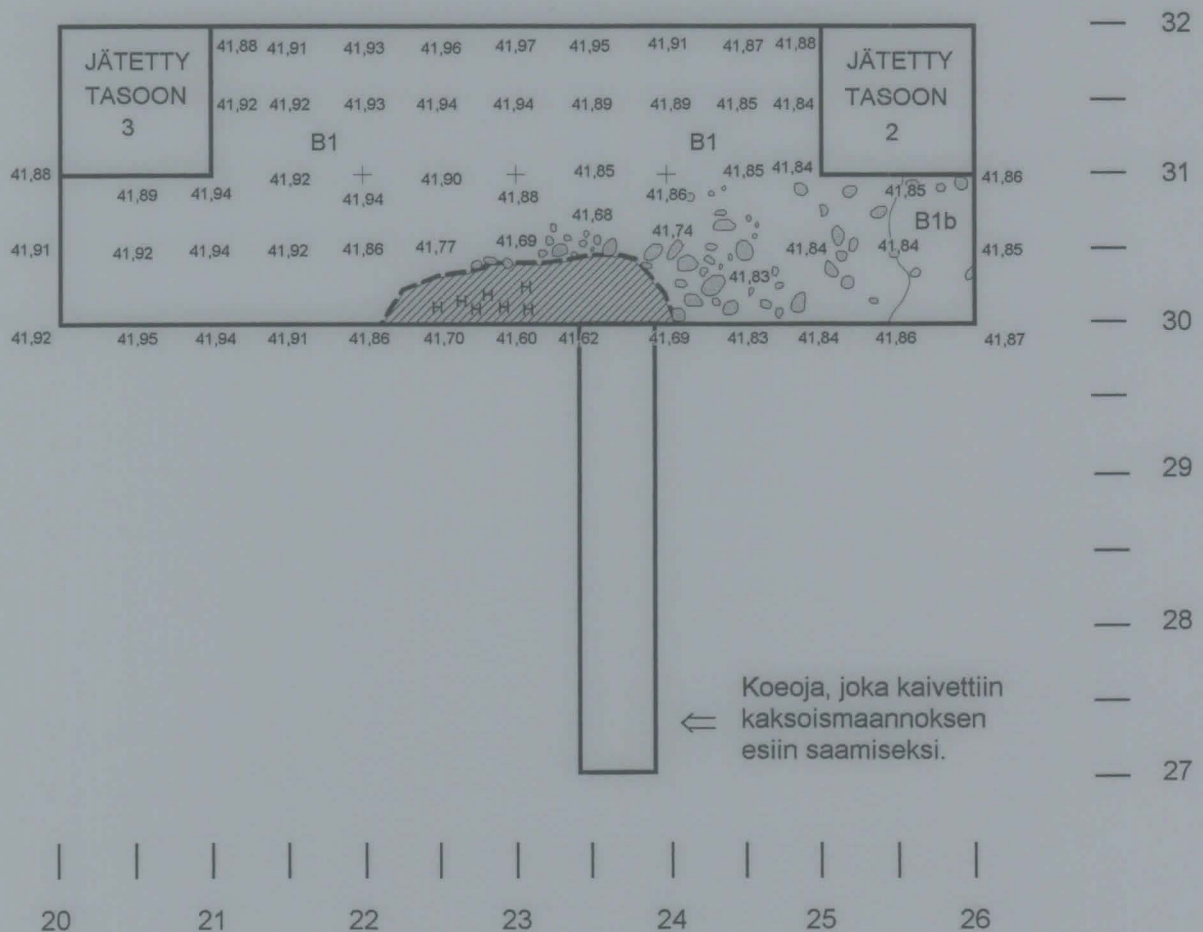 41,88 41,91 41,93 41,96 41,97 41,95 41,91 41,87 41,88 32
JÄTETTY
TASOON
3
JÄTETTY
TASOON
2
41,92 41,92 41,93 41,94 41,94 41,89 41,89 41,85 41,84
B1 B1
41,88 41,92 41,90 41,85 41,85 41,84 41,86 31
41,89 41,94 41,94 41,88 41,86 41,85
41,68 41,74 B1b
41,91 41,92 41,94 41,92 41,86 41,77 41,69 41,84 41,84 41,85
41,83
H H H H H H H
30
41,92 41,95 41,94 41,91 41,86 41,70 41,60 41,62 41,69 41,83 41,84 41,86 41,87
29
28
Koeoja, joka kaivettiin
⇐ kaksoismaannoksen
esiin saamiseksi.
27
20 21 22 23 24 25 26